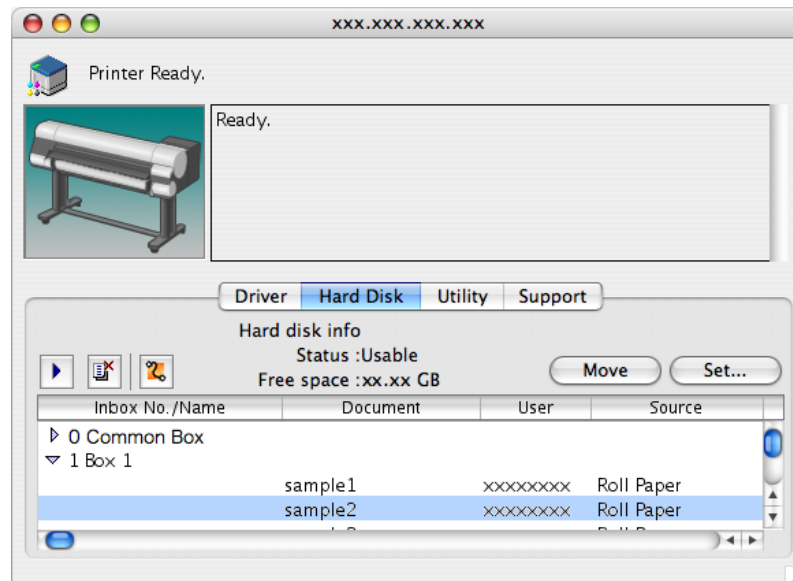 xxx.xxx.xxx.xxx
Printer Ready.
Ready.
Driver Hard Disk Utility Support
Hard disk info
Status :Usable
Free space :xx.xx GB
Move Set...
Inbox No./Name Document User Source
0 Common Box
1 Box 1
sample1 xxxxxxxx Roll Paper
sample2 xxxxxxxx Roll Paper